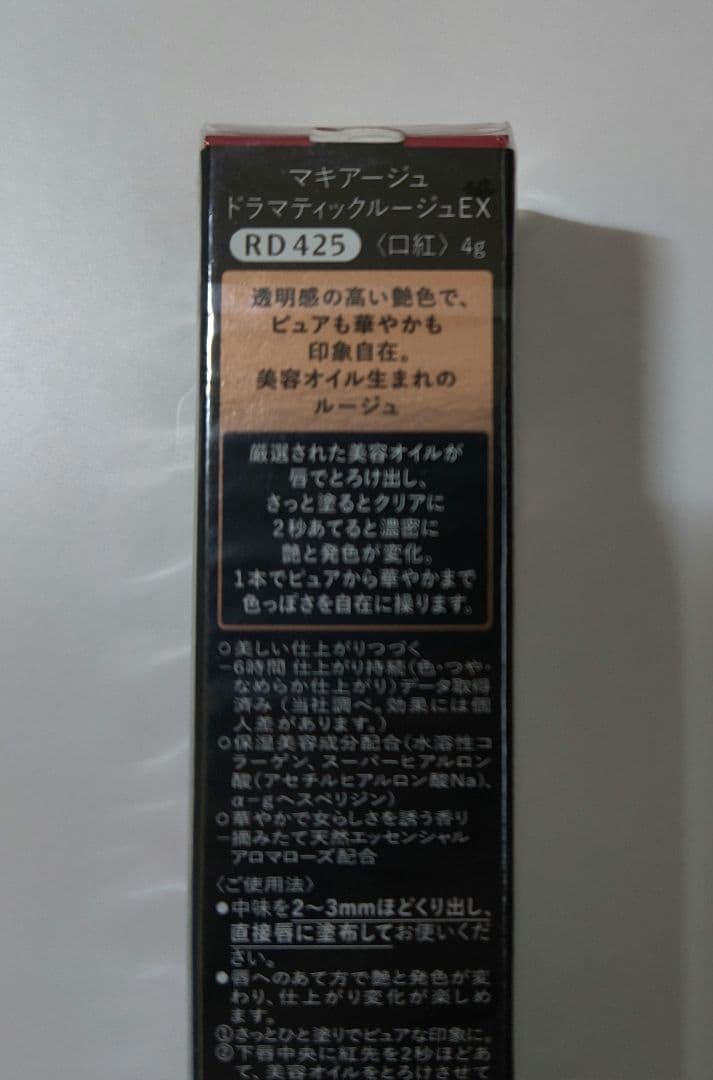 マキアージュ
ドラマティックルージュEX
RD 425 〈口紅〉 4g
透明感の高い艶色で、
ピュアも華やかも
印象自在。
美容オイル生まれの
ルージュ
厳選された美容オイルが
唇でとろけ出し、
さっと塗るとクリアに
2秒あてると濃密に
艶と発色が変化。
1本でピュアから華やかまで
色っぽさを自在に操ります。
○美しい仕上がりつづく
−6時間 仕上がり持続(色・つや・
なめらか仕上がり)データ取得
済み (当社調べ。効果には個
人差があります。)
○保湿美容成分配合(水溶性コ
ラーゲン、スーパーヒアルロン
酸(アセチルヒアルロン酸Na)、
α−gヘスペリジン)
○華やかで女らしさを誘う香り
−摘みたて天然エッセンシャル
アロマローズ配合
〈ご使用法〉
●中味を2〜3mmほどくり出し、
直接唇に塗布してお使いくだ
さい。
●唇へのあて方で艶と発色が変
わり、仕上がり変化が楽しめ
ます。
①さっとひと塗りでピュアな印象に。
②下唇中央に紅先を2秒ほどあ
て、美容オイルをとろけさせて